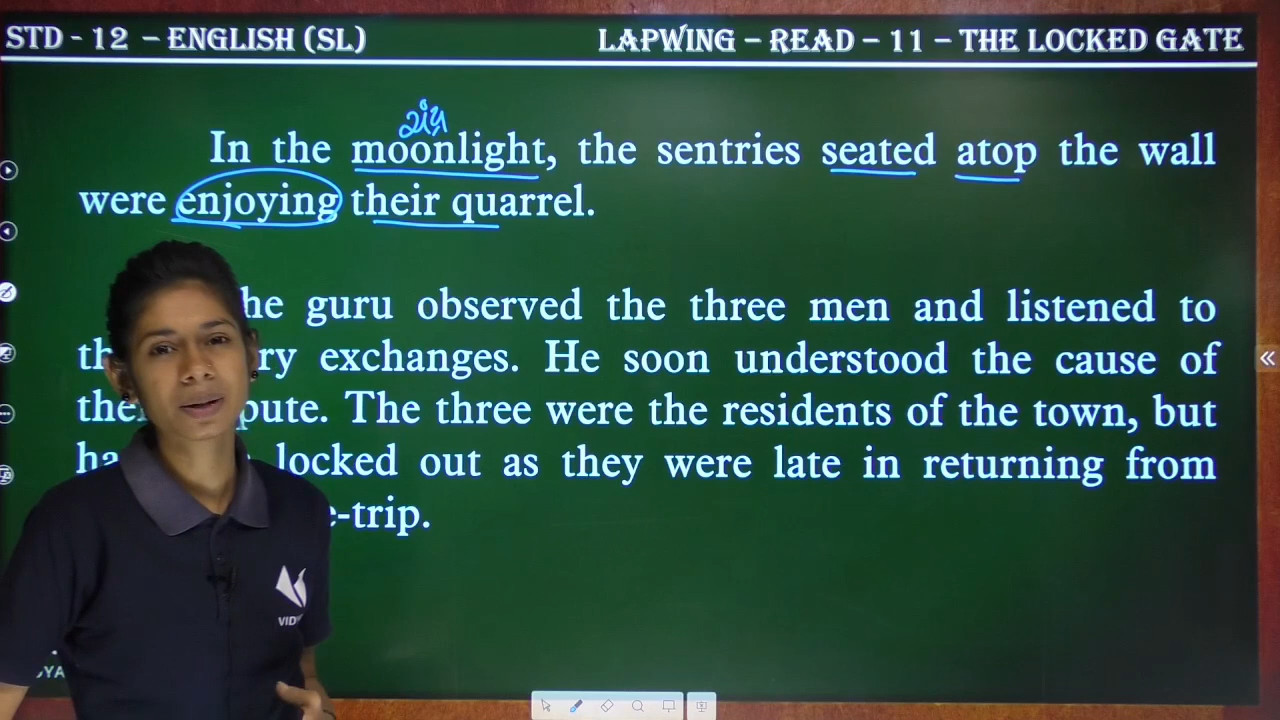 STD - 12 – ENGLISH (SL)
LAPWING – READ – 11 – THE LOCKED GATE
In the moonlight, the sentries seated atop the wall
were enjoying their quarrel.
he guru observed the three men and listened to
th ry exchanges. He soon understood the cause of
the pute. The three were the residents of the town, but
ha locked out as they were late in returning from
e-trip.
VID